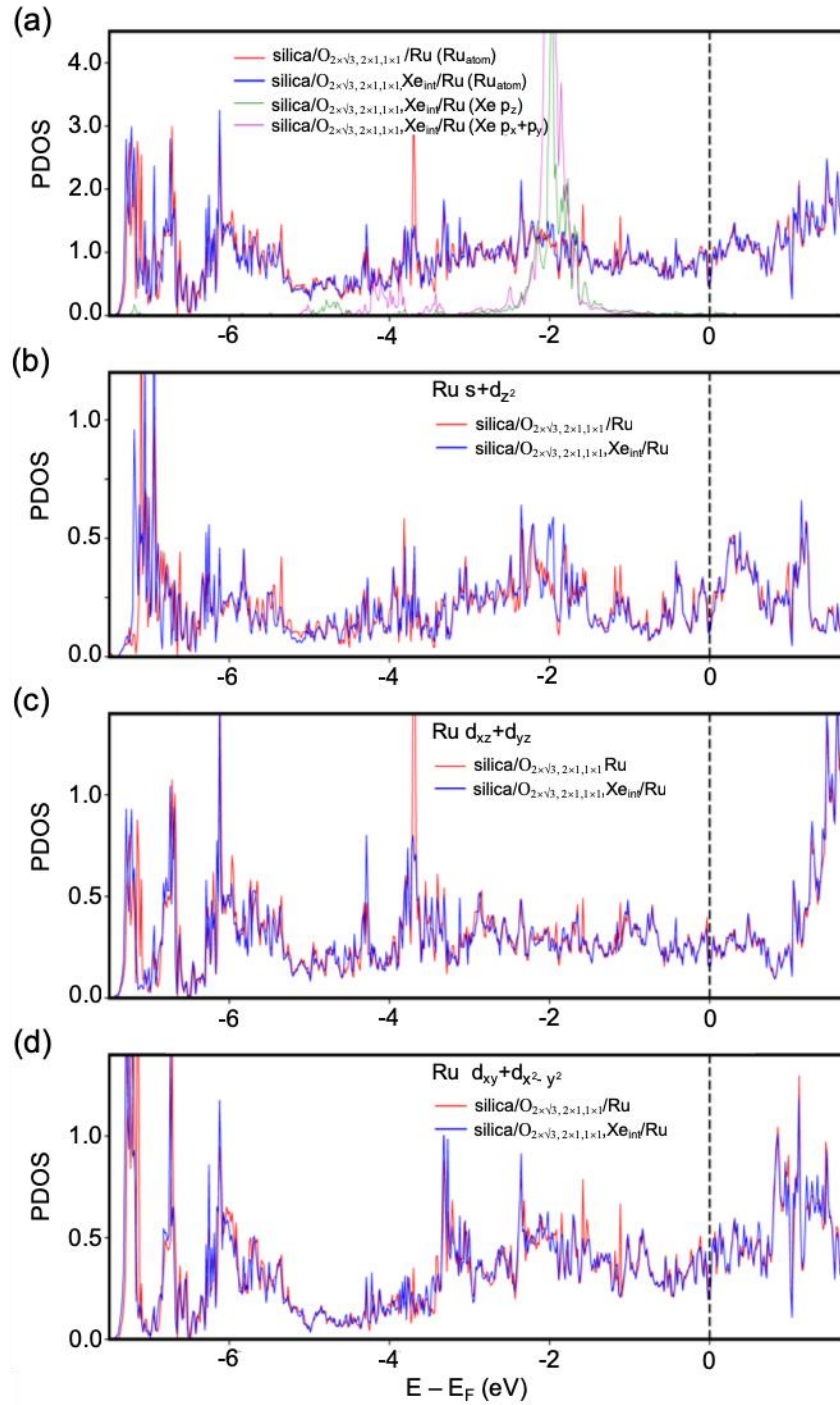 (a)
silica/O2×√3, 2×1,1×1 /Ru (Ruatom)
silica/O2×√3, 2×1,1×1,Xeint/Ru (Ruatom)
silica/O2×√3, 2×1,1×1,Xeint/Ru (Xe pz)
silica/O2×√3, 2×1,1×1,Xeint/Ru (Xe px+py)
PDOS
4.0
3.0
2.0
1.0
0.0
-6 -4 -2 0
(b)
Ru s+dz²
silica/O2×√3, 2×1,1×1/Ru
silica/O2×√3, 2×1,1×1,Xeint/Ru
PDOS
1.0
0.5
0.0
-6 -4 -2 0
(c)
Ru dxz+dyz
silica/O2×√3, 2×1,1×1 Ru
silica/O2×√3, 2×1,1×1,Xeint/Ru
PDOS
1.0
0.5
0.0
-6 -4 -2 0
(d)
Ru dxy+dx²- y²
silica/O2×√3, 2×1,1×1/Ru
silica/O2×√3, 2×1,1×1,Xeint/Ru
PDOS
1.0
0.5
0.0
-6 -4 -2 0
E – EF (eV)